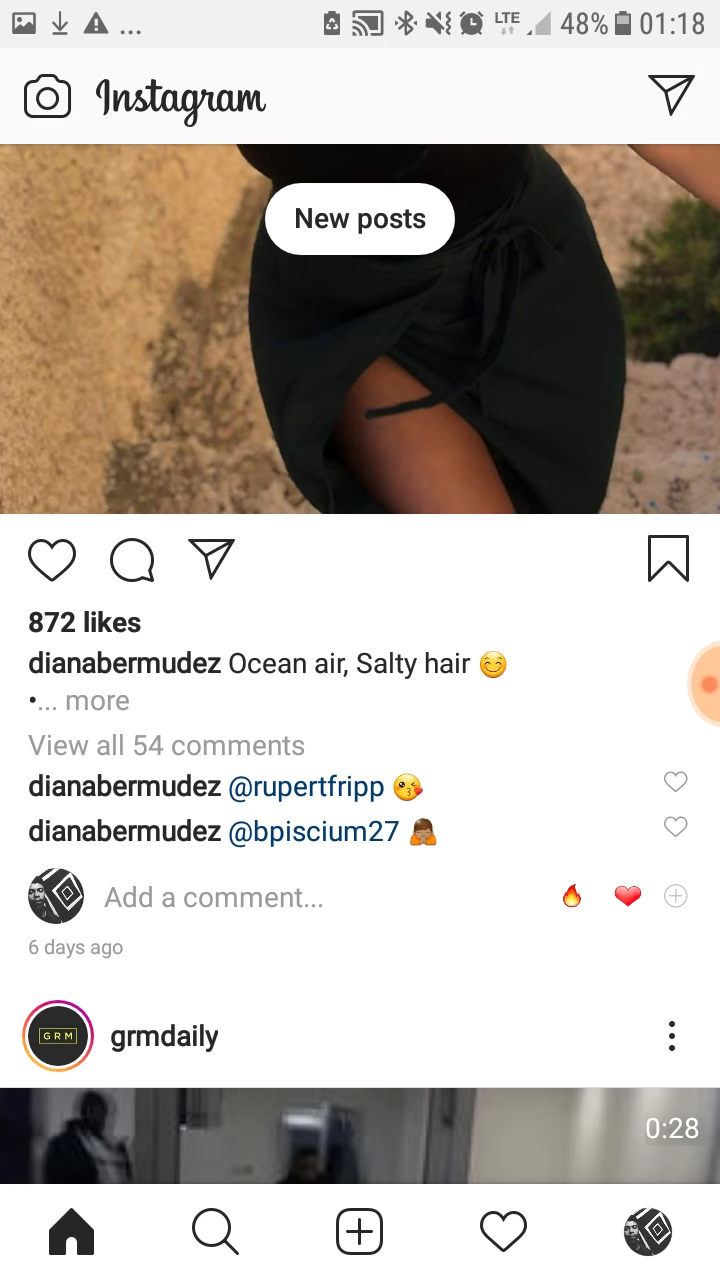 LTE 48% 01:18
Instagram
New posts
872 likes
dianabermudez Ocean air, Salty hair 😊
•... more
View all 54 comments
dianabermudez @rupertfripp 😘
dianabermudez @bpiscium27 🙏🏽
Add a comment... 🔥 ❤️
6 days ago
GRM
grmdaily
0:28